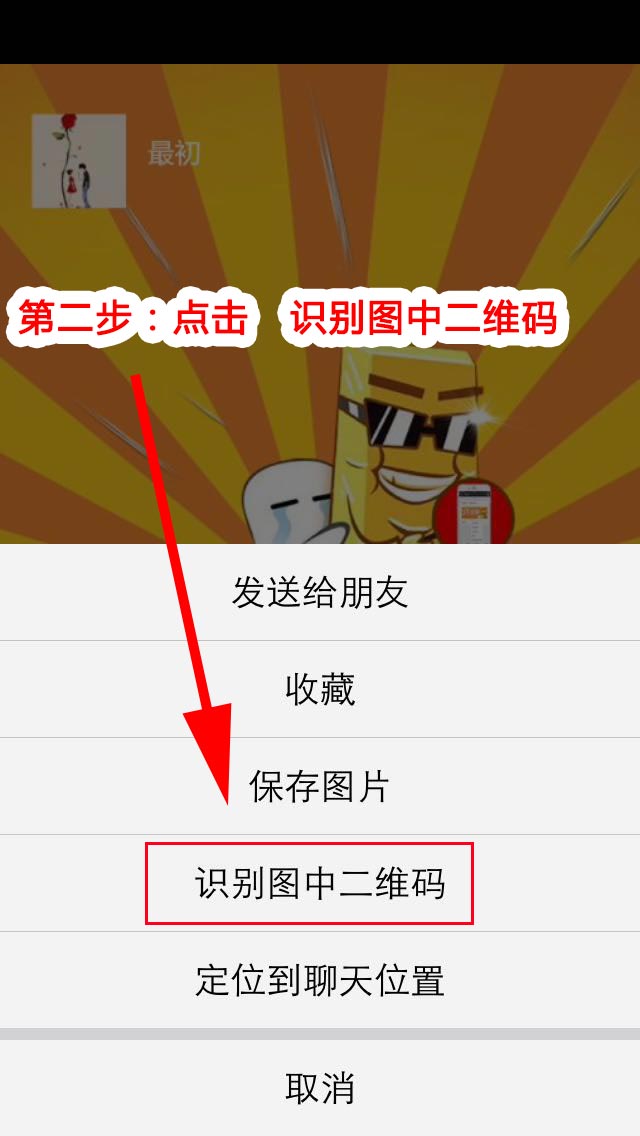 最初
第二步：点击 识别图中二维码
发送给朋友
收藏
保存图片
识别图中二维码
定位到聊天位置
取消